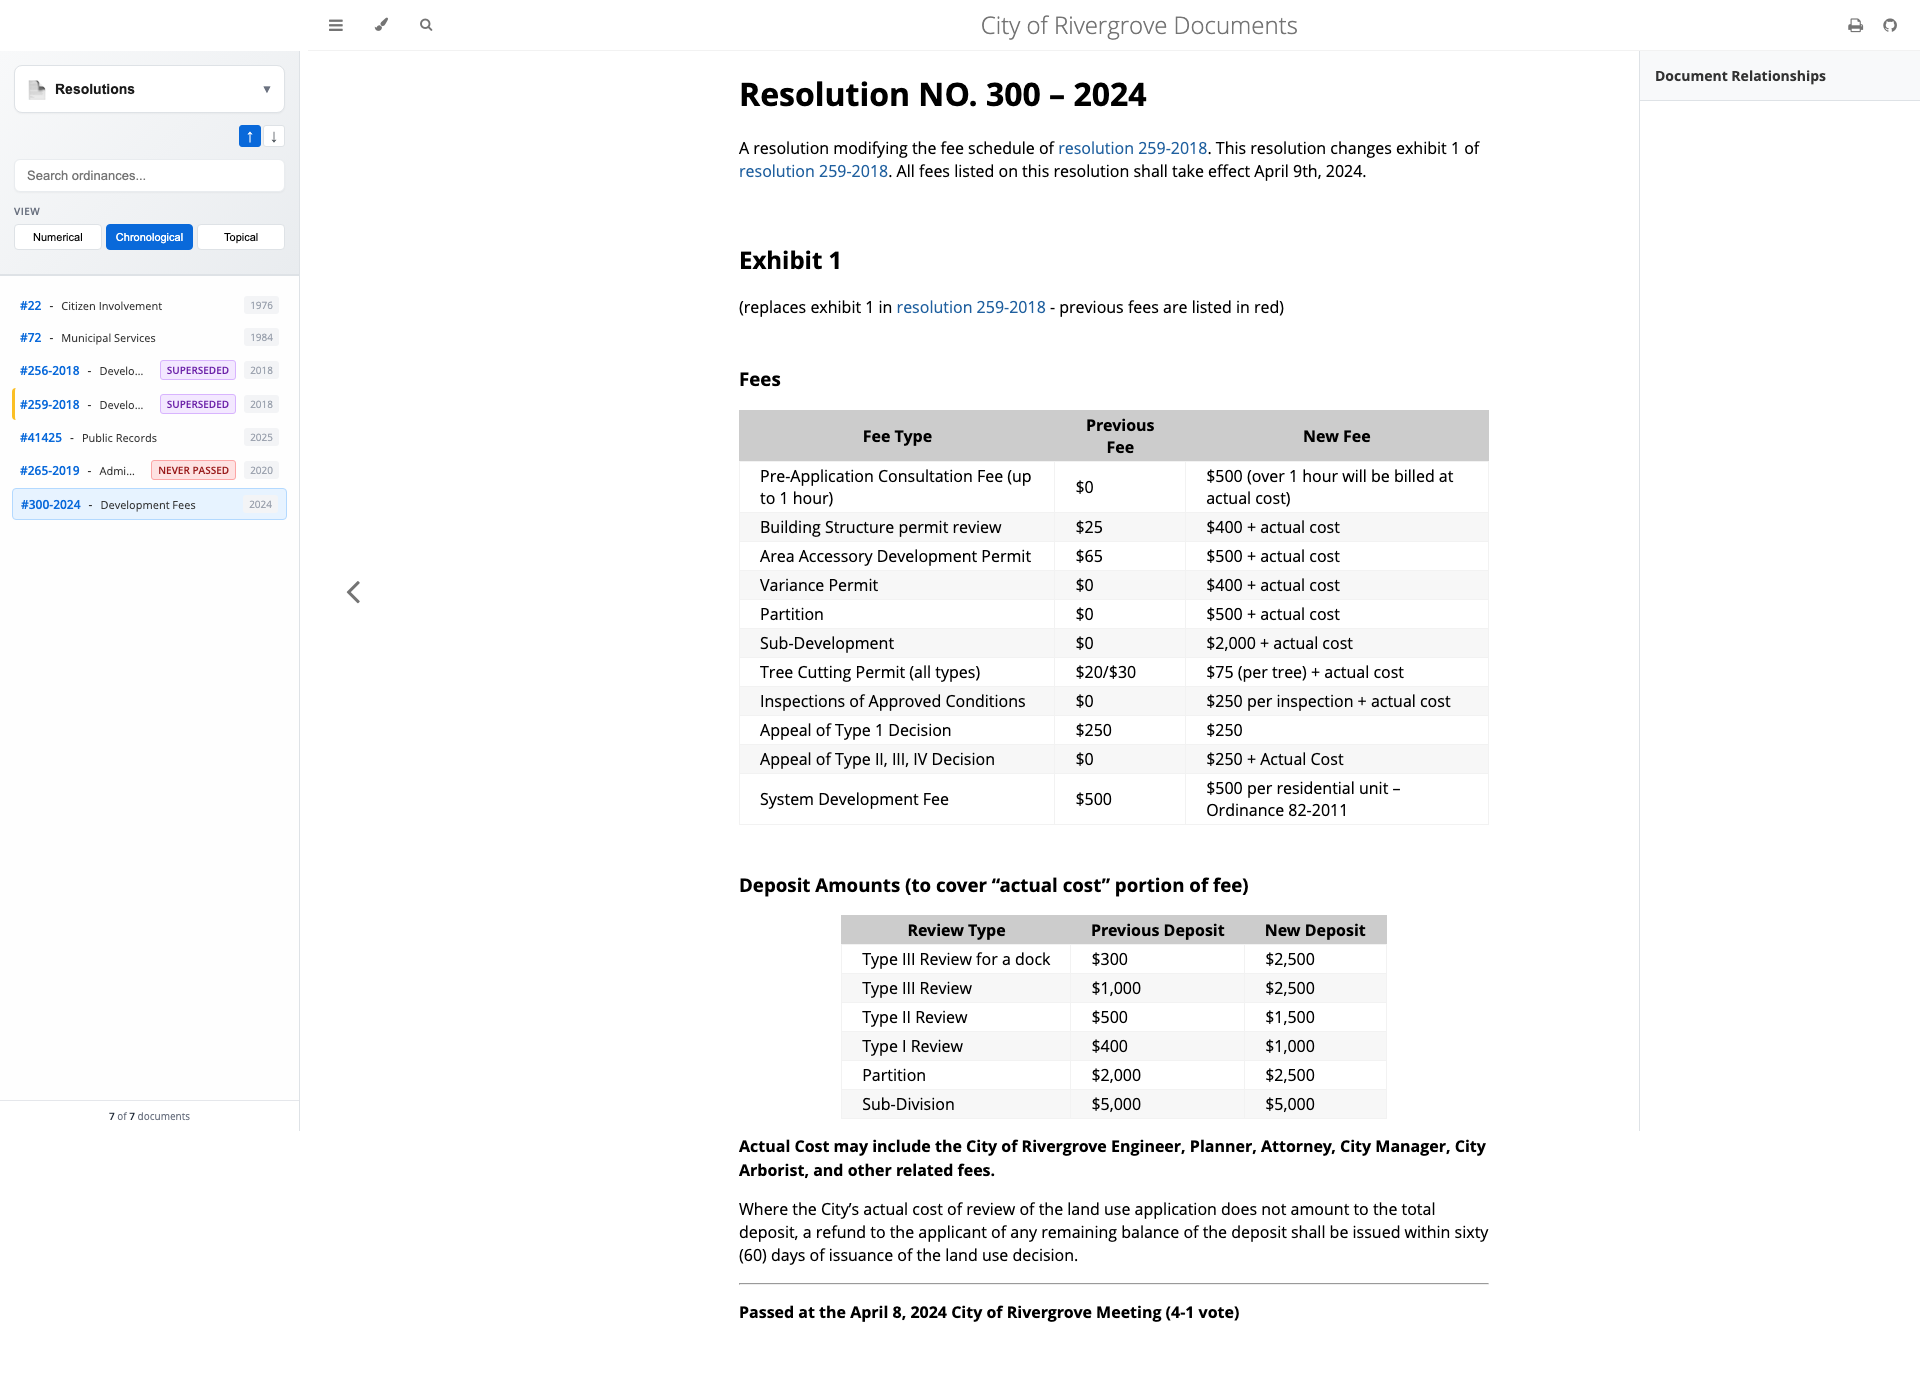 City of Rivergrove Documents
Resolutions
▼
↑ ↓
Search ordinances...
VIEW
Numerical Chronological Topical
#22 - Citizen Involvement 1976
#72 - Municipal Services 1984
#256-2018 - Develo... SUPERSEDED 2018
#259-2018 - Develo... SUPERSEDED 2018
#41425 - Public Records 2025
#265-2019 - Admi... NEVER PASSED 2020
#300-2024 - Development Fees 2024
7 of 7 documents
Resolution NO. 300 – 2024
A resolution modifying the fee schedule of resolution 259-2018. This resolution changes exhibit 1 of
resolution 259-2018. All fees listed on this resolution shall take effect April 9th, 2024.
Exhibit 1
(replaces exhibit 1 in resolution 259-2018 - previous fees are listed in red)
Fees
Fee Type Previous Fee New Fee
Pre-Application Consultation Fee (up to 1 hour) $0 $500 (over 1 hour will be billed at actual cost)
Building Structure permit review $25 $400 + actual cost
Area Accessory Development Permit $65 $500 + actual cost
Variance Permit $0 $400 + actual cost
Partition $0 $500 + actual cost
Sub-Development $0 $2,000 + actual cost
Tree Cutting Permit (all types) $20/$30 $75 (per tree) + actual cost
Inspections of Approved Conditions $0 $250 per inspection + actual cost
Appeal of Type 1 Decision $250 $250
Appeal of Type II, III, IV Decision $0 $250 + Actual Cost
System Development Fee $500 $500 per residential unit – Ordinance 82-2011
Deposit Amounts (to cover “actual cost” portion of fee)
Review Type Previous Deposit New Deposit
Type III Review for a dock $300 $2,500
Type III Review $1,000 $2,500
Type II Review $500 $1,500
Type I Review $400 $1,000
Partition $2,000 $2,500
Sub-Division $5,000 $5,000
Actual Cost may include the City of Rivergrove Engineer, Planner, Attorney, City Manager, City
Arborist, and other related fees.
Where the City’s actual cost of review of the land use application does not amount to the total
deposit, a refund to the applicant of any remaining balance of the deposit shall be issued within sixty
(60) days of issuance of the land use decision.
Passed at the April 8, 2024 City of Rivergrove Meeting (4-1 vote)
Document Relationships